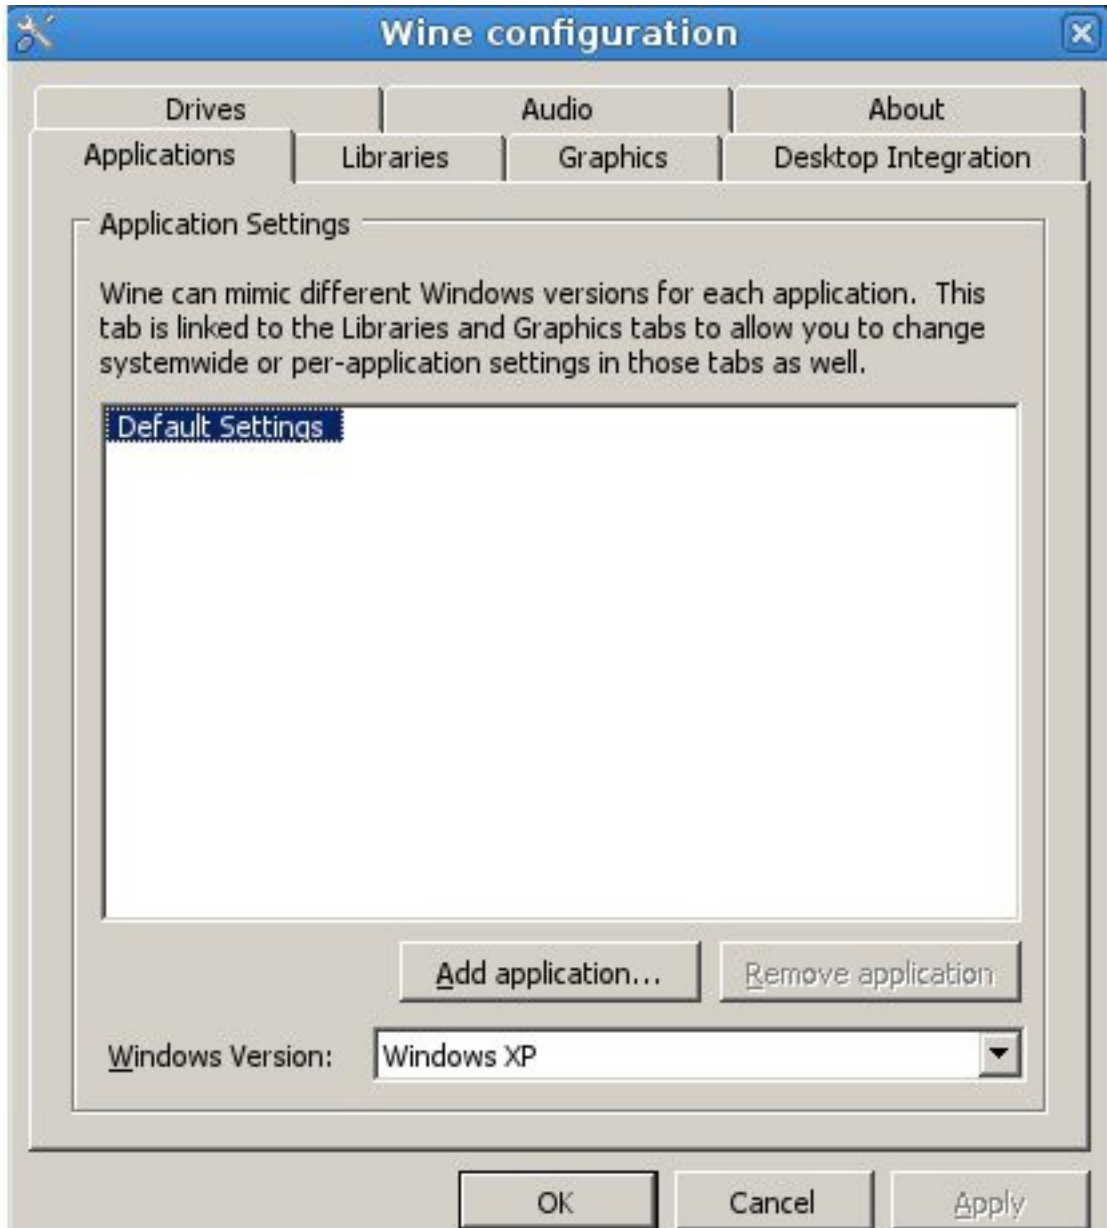 Wine configuration
Drives Audio About
Applications Libraries Graphics Desktop Integration
Application Settings
Wine can mimic different Windows versions for each application. This
tab is linked to the Libraries and Graphics tabs to allow you to change
systemwide or per-application settings in those tabs as well.
Default Settings
Add application... Remove application
Windows Version: Windows XP
OK Cancel Apply